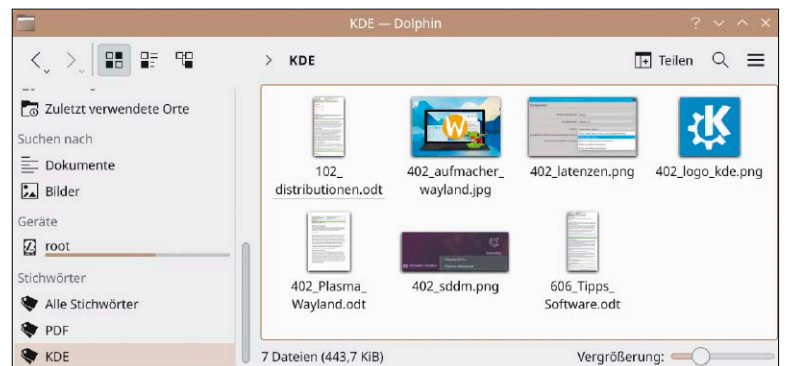 KDE — Dolphin
KDE
Teilen
Zuletzt verwendete Orte
Suchen nach
Dokumente
Bilder
Geräte
root
Stichwörter
Alle Stichwörter
PDF
KDE
102_
distributionen.odt
402_aufmacher_
wayland.jpg
402_latenzen.png
402_logo_kde.png
402_Plasma_
Wayland.odt
402_sddm.png
606_Tipps_
Software.odt
7 Dateien (443,7 KiB)
Vergrößerung: